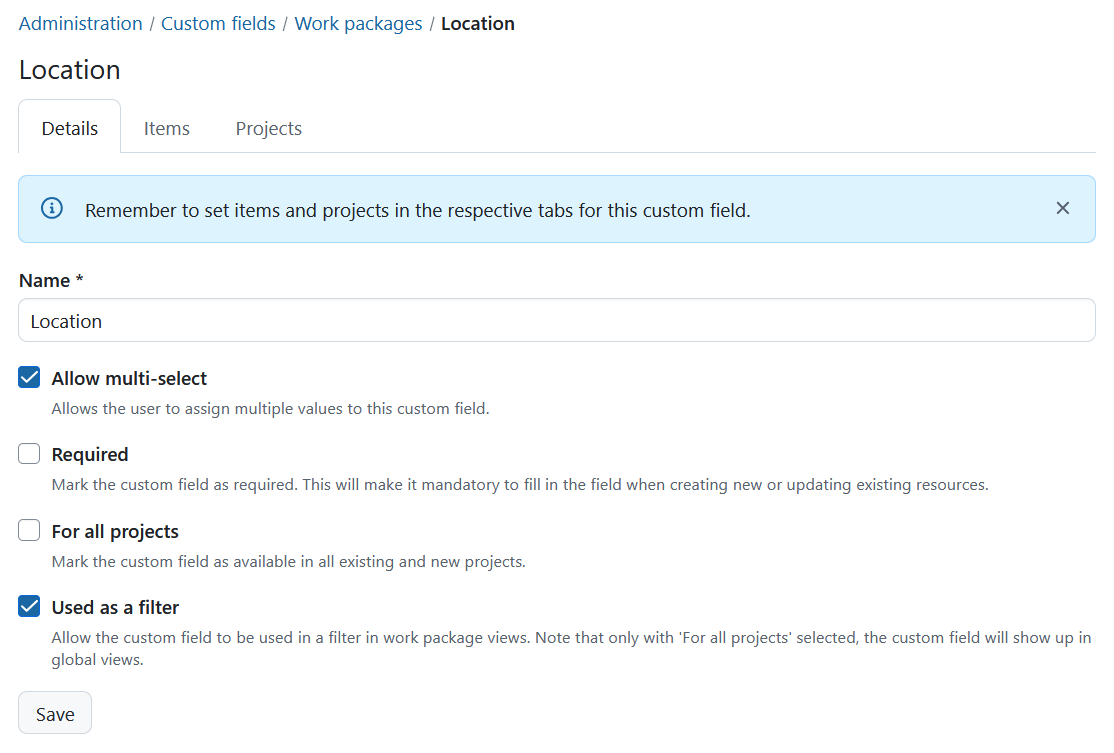 Administration / Custom fields / Work packages / Location
Location
Details Items Projects
Remember to set items and projects in the respective tabs for this custom field.
Name *
Location
Allow multi-select
Allows the user to assign multiple values to this custom field.
Required
Mark the custom field as required. This will make it mandatory to fill in the field when creating new or updating existing resources.
For all projects
Mark the custom field as available in all existing and new projects.
Used as a filter
Allow the custom field to be used in a filter in work package views. Note that only with 'For all projects' selected, the custom field will show up in
global views.
Save